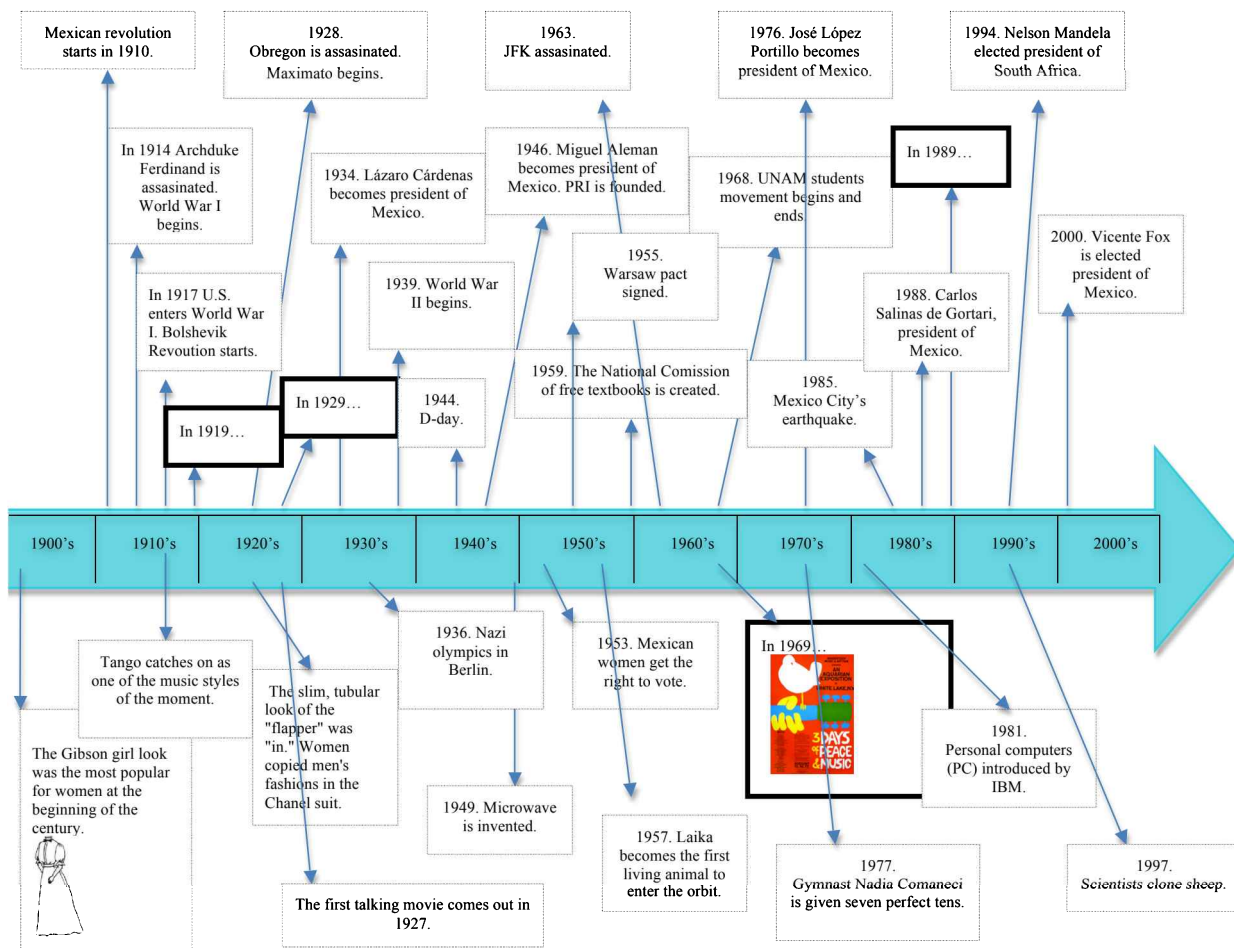 Mexican revolution
starts in 1910.
1928.
Obregon is assasinated.
Maximato begins.
1963.
JFK assasinated.
1976. José López
Portillo becomes
president of Mexico.
1994. Nelson Mandela
elected president of
South Africa.
In 1914 Archduke
Ferdinand is
assasinated.
World War I
begins.
1934. Lázaro Cárdenas
becomes president of
Mexico.
1946. Miguel Aleman
becomes president of
Mexico. PRI is founded.
1968. UNAM students
movement begins and
ends
In 1989…
2000. Vicente Fox
is elected
president of
Mexico.
In 1917 U.S.
enters World War
I. Bolshevik
Revoution starts.
1939. World War
II begins.
1955.
Warsaw pact
signed.
1988. Carlos
Salinas de Gortari,
president of
Mexico.
In 1919…
In 1929…
1944.
D-day.
1959. The National Comission
of free textbooks is created.
1985.
Mexico City’s
earthquake.
1900’s
1910’s
1920’s
1930’s
1940’s
1950’s
1960’s
1970’s
1980’s
1990’s
2000’s
The Gibson girl look
was the most popular
for women at the
beginning of the
century.
Tango catches on as
one of the music styles
of the moment.
The slim, tubular
look of the
"flapper" was
"in." Women
copied men's
fashions in the
Chanel suit.
The first talking movie comes out in
1927.
1936. Nazi
olympics in
Berlin.
1949. Microwave
is invented.
1953. Mexican
women get the
right to vote.
1957. Laika
becomes the first
living animal to
enter the orbit.
In 1969…
AN
AQUARIAN
EXPOSITION
3 DAYS
of PEACE
& MUSIC
1977.
Gymnast Nadia Comaneci
is given seven perfect tens.
1981.
Personal computers
(PC) introduced by
IBM.
1997.
Scientists clone sheep.